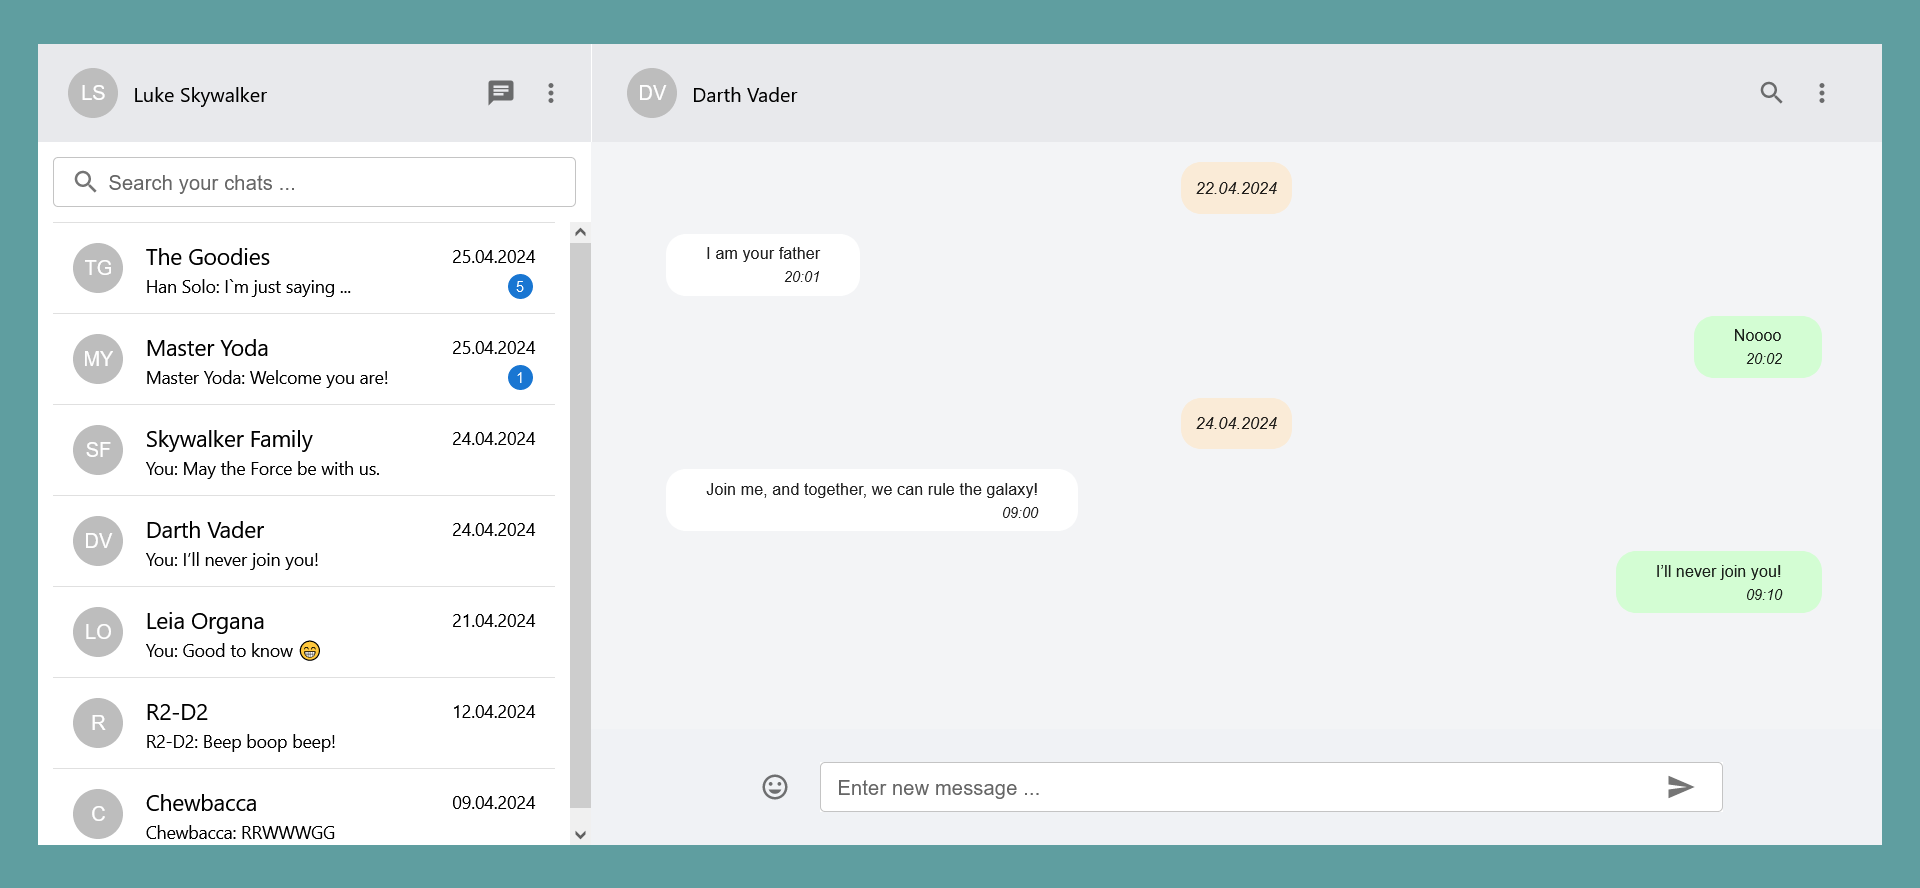 LS
Luke Skywalker
Search your chats ...
TG
The Goodies
25.04.2024
Han Solo: I`m just saying ...
5
MY
Master Yoda
25.04.2024
Master Yoda: Welcome you are!
1
SF
Skywalker Family
24.04.2024
You: May the Force be with us.
DV
Darth Vader
24.04.2024
You: I’ll never join you!
LO
Leia Organa
21.04.2024
You: Good to know 😁
R
R2-D2
12.04.2024
R2-D2: Beep boop beep!
C
Chewbacca
09.04.2024
Chewbacca: RRWWWGG
DV
Darth Vader
22.04.2024
I am your father
20:01
Noooo
20:02
24.04.2024
Join me, and together, we can rule the galaxy!
09:00
I’ll never join you!
09:10
Enter new message ...